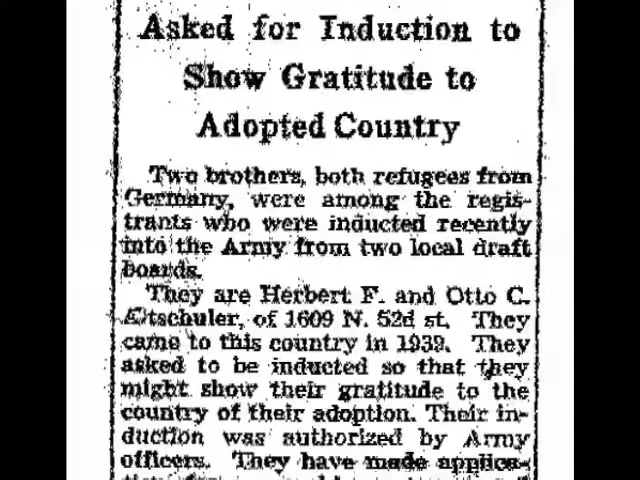 Asked for Induction to
Show Gratitude to
Adopted Country
Two brothers, both refugees from
Germany, were among the regis-
trants who were inducted recently
into the Army from two local draft
boards.
They are Herbert F. and Otto C.
Altschuler, of 1609 N. 52d st. They
came to this country in 1939. They
asked to be inducted so that they
might show their gratitude to the
country of their adoption. Their in-
duction was authorized by Army
officers. They have made applica-